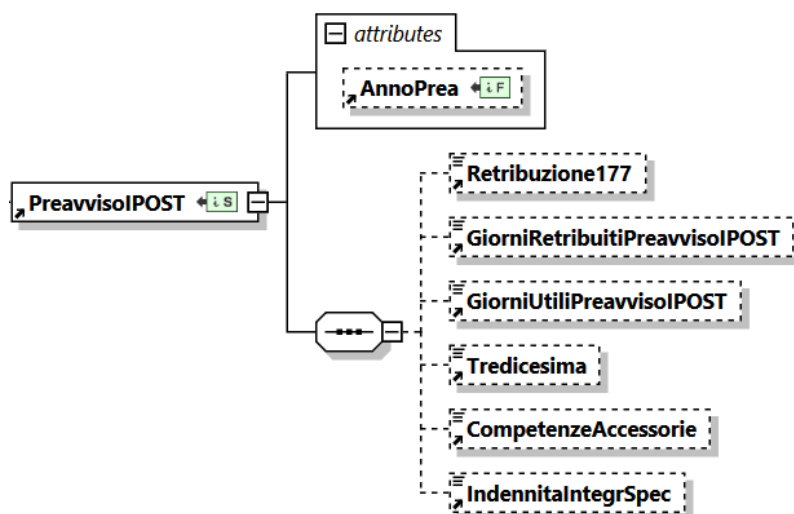 attributes
AnnoPrea
i F
PreavvisoIPOST
i S
Retribuzione177
GiorniRetribuitiPreavvisoIPOST
GiorniUtiliPreavvisoIPOST
Tredicesima
CompetenzeAccessorie
IndennitaIntegrSpec